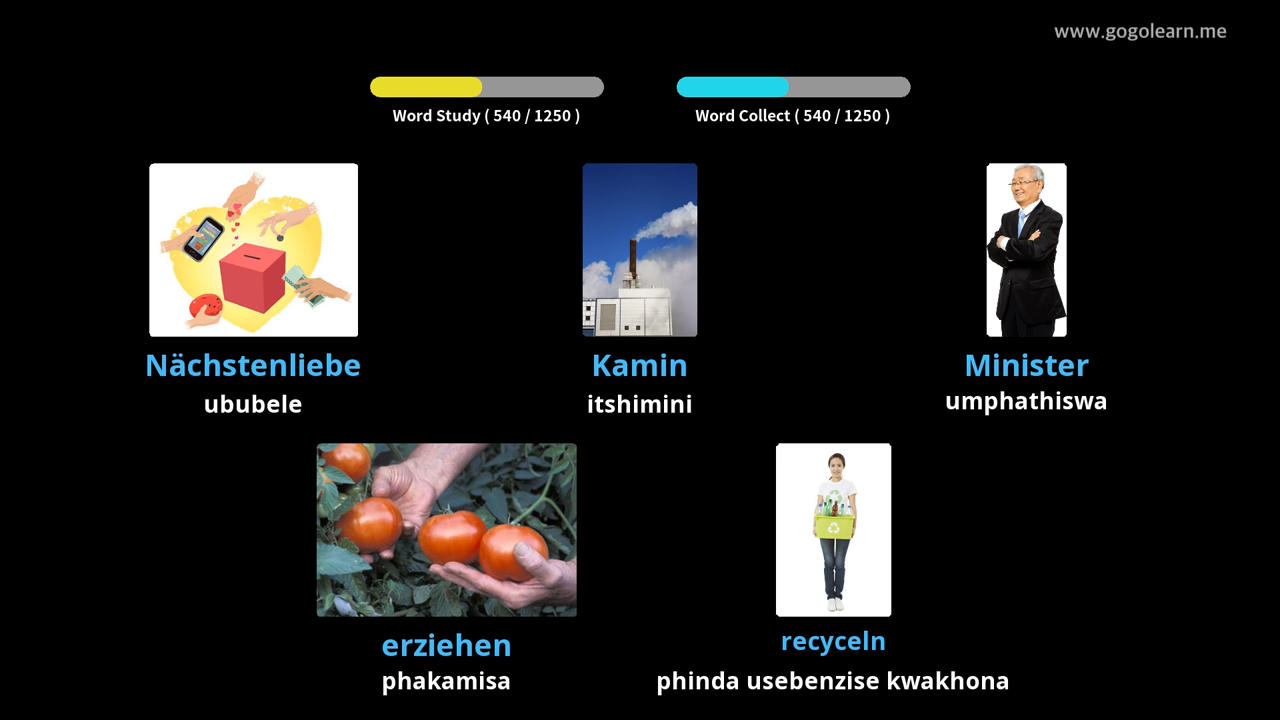 www.gogolearn.me
Word Study ( 540 / 1250 )
Word Collect ( 540 / 1250 )
Nächstenliebe
ububele
Kamin
itshimini
Minister
umphathiswa
erziehen
phakamisa
recyceln
phinda usebenzise kwakhona